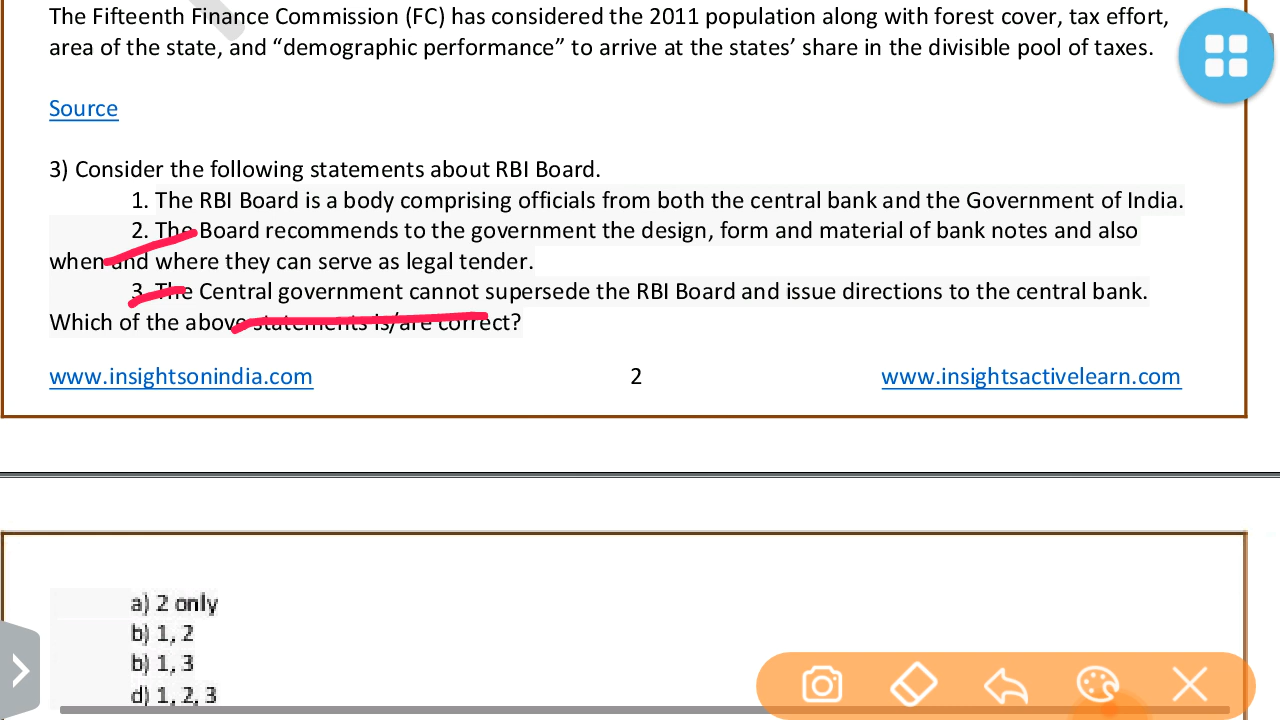 The Fifteenth Finance Commission (FC) has considered the 2011 population along with forest cover, tax effort,
area of the state, and “demographic performance” to arrive at the states’ share in the divisible pool of taxes.
Source
3) Consider the following statements about RBI Board.
1. The RBI Board is a body comprising officials from both the central bank and the Government of India.
2. The Board recommends to the government the design, form and material of bank notes and also
when and where they can serve as legal tender.
3. The Central government cannot supersede the RBI Board and issue directions to the central bank.
Which of the above statements is/are correct?
www.insightsonindia.com 2 www.insightsactivelearn.com
a) 2 only
b) 1, 2
b) 1, 3
d) 1, 2, 3